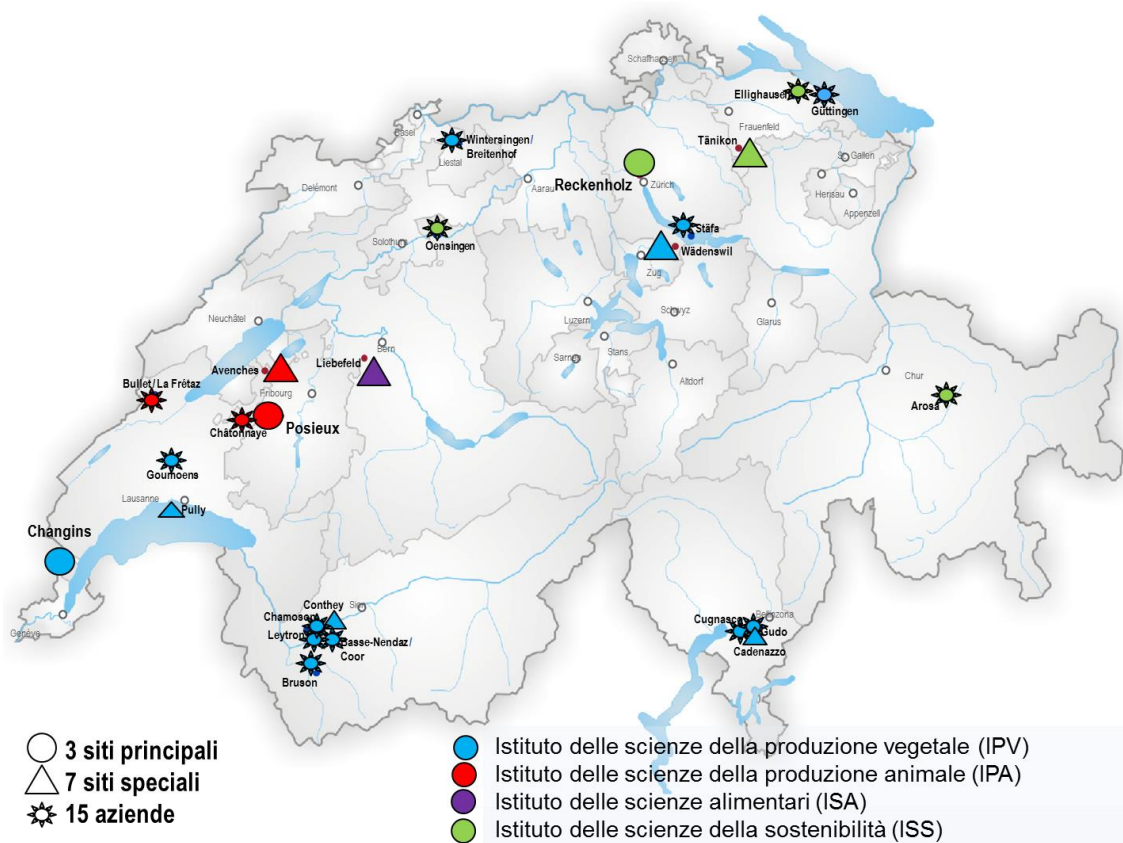 Schaffhausen
Ellighausen
Güttingen
Basel
Wintersingen/
Breitenhof
Liestal
Frauenfeld
Tänikon
St. Gallen
Delémont
Aarau
Reckenholz
Zürich
Herisau
Appenzell
Stäfa
Solothurn
Oensingen
Wädenswil
Zug
Neuchâtel
Luzern
Schwyz
Glarus
Bern
Liebefeld
Sarnen
Stans
Avenches
Altdorf
Chur
Bullet/La Frétaz
Fribourg
Arosa
Châtonnaye
Posieux
Goumoens
Lausanne
Pully
Changins
Genève
Conthey
Sion
Chamoson
Leytron
Basse-Nendaz/
Coor
Bruson
Bellinzona
Cugnasco
Gudo
Cadenazzo
3 siti principali
7 siti speciali
15 aziende
Istituto delle scienze della produzione vegetale (IPV)
Istituto delle scienze della produzione animale (IPA)
Istituto delle scienze alimentari (ISA)
Istituto delle scienze della sostenibilità (ISS)